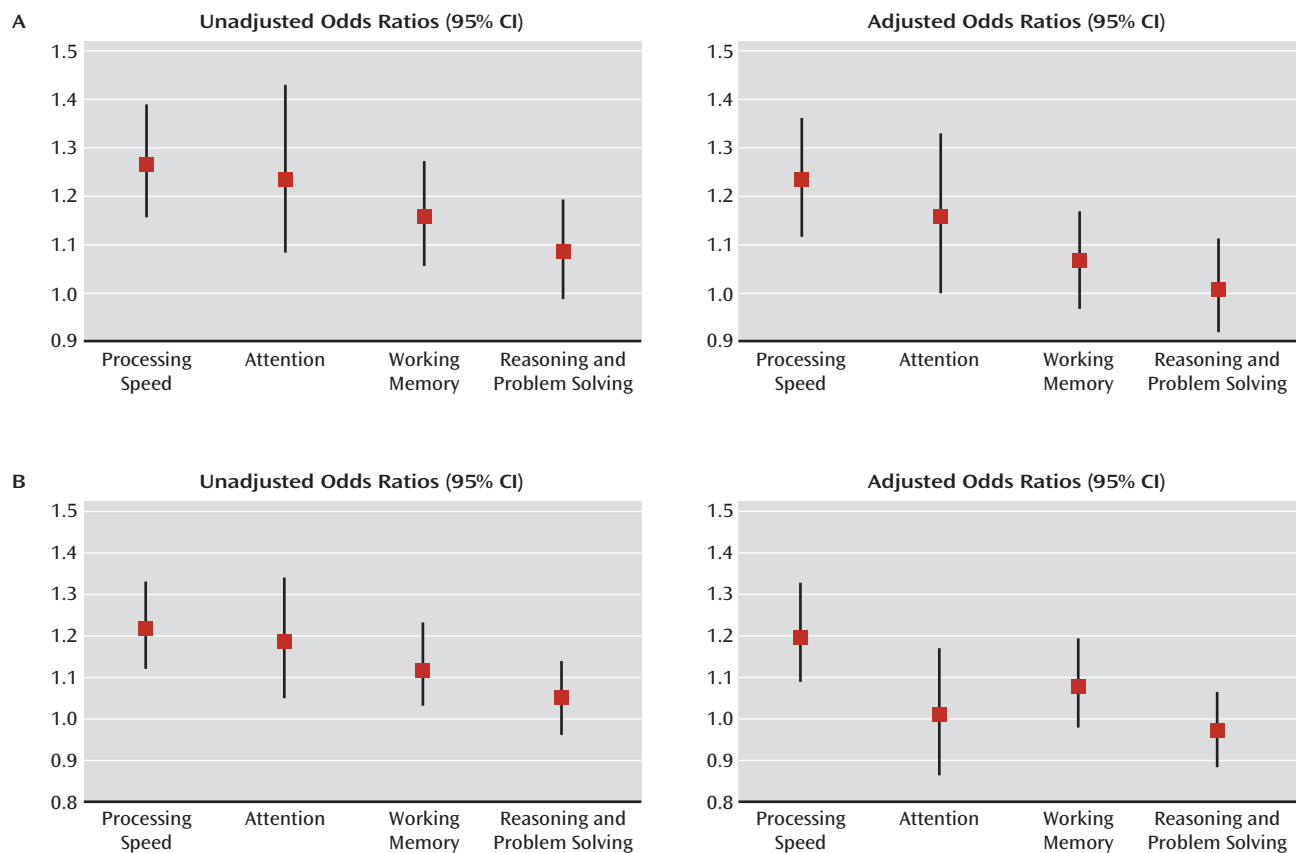 A
Unadjusted Odds Ratios (95% CI)
1.5
1.4
1.3
1.2
1.1
1.0
0.9
Processing
Speed
Attention
Working
Memory
Reasoning and
Problem Solving
Adjusted Odds Ratios (95% CI)
1.5
1.4
1.3
1.2
1.1
1.0
0.9
Processing
Speed
Attention
Working
Memory
Reasoning and
Problem Solving
B
Unadjusted Odds Ratios (95% CI)
1.5
1.4
1.3
1.2
1.1
1.0
0.9
0.8
Processing
Speed
Attention
Working
Memory
Reasoning and
Problem Solving
Adjusted Odds Ratios (95% CI)
1.5
1.4
1.3
1.2
1.1
1.0
0.9
0.8
Processing
Speed
Attention
Working
Memory
Reasoning and
Problem Solving